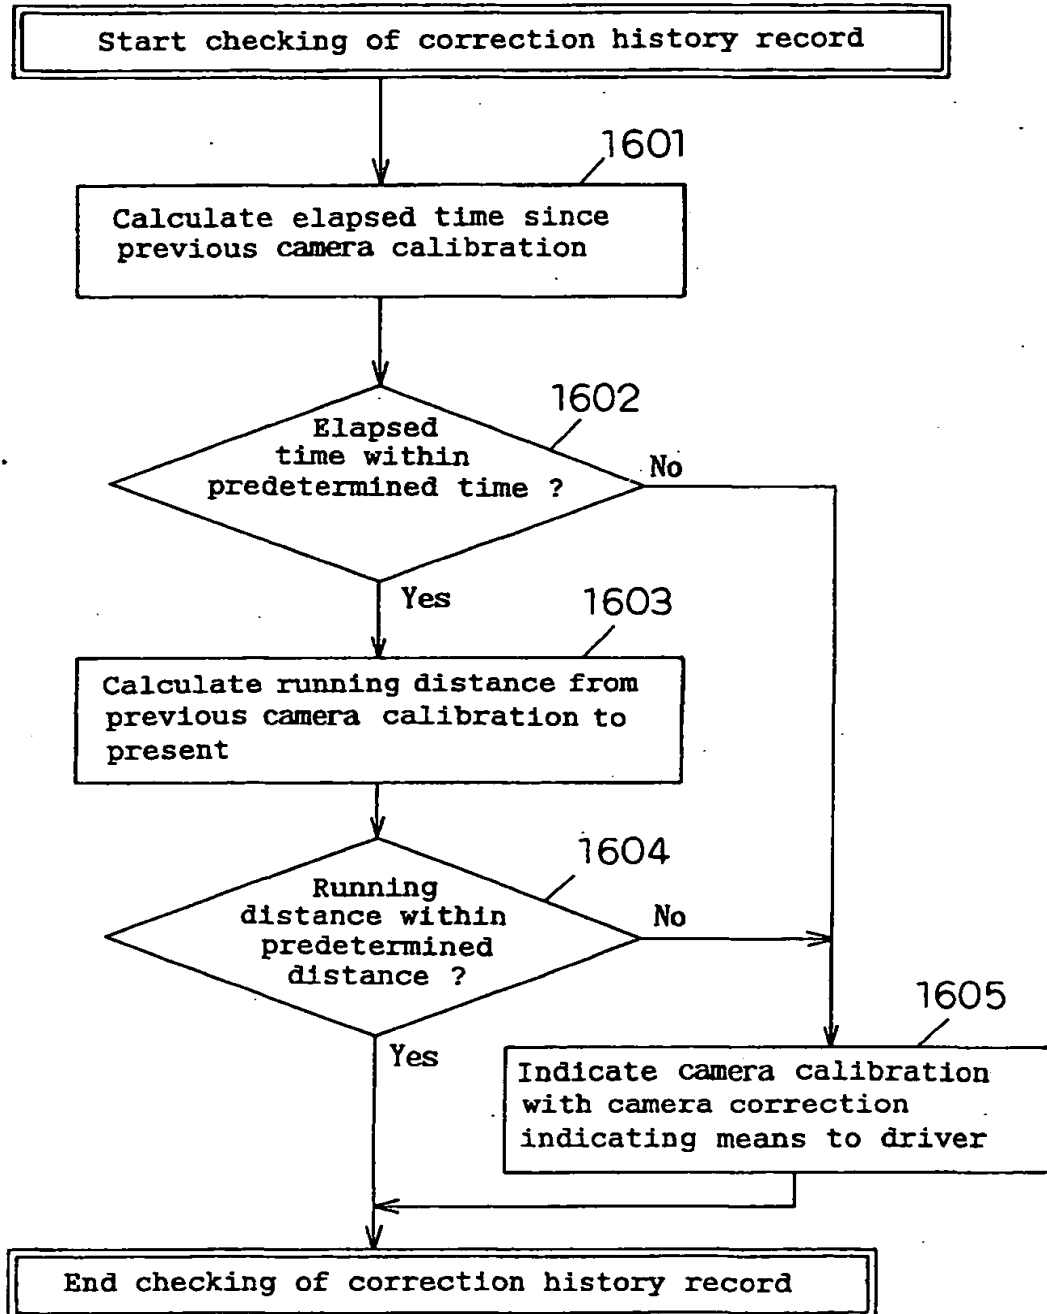 Start checking of correction history record
1601
Calculate elapsed time since
previous camera calibration
1602
Elapsed
time within
predetermined time ?
No
Yes
1603
Calculate running distance from
previous camera calibration to
present
1604
Running
distance within
predetermined
distance ?
No
Yes
1605
Indicate camera calibration
with camera correction
indicating means to driver
End checking of correction history record